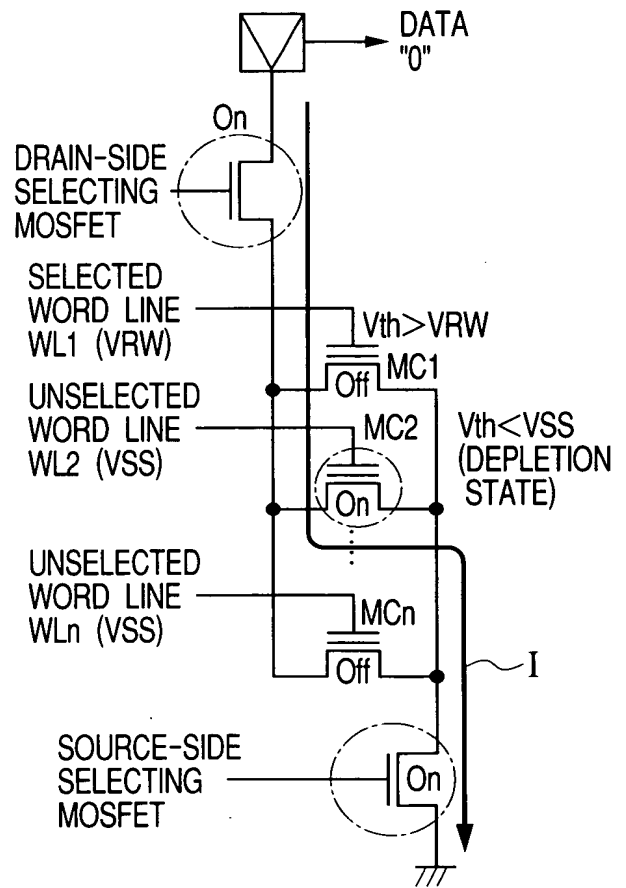 DATA
"0"
On
DRAIN-SIDE
SELECTING
MOSFET
SELECTED
WORD LINE
WL1 (VRW)
Vth>VRW
MC1
Off
UNSELECTED
WORD LINE
WL2 (VSS)
MC2
On
Vth<VSS
(DEPLETION
STATE)
UNSELECTED
WORD LINE
WLn (VSS)
MCn
Off
I
SOURCE-SIDE
SELECTING
MOSFET
On